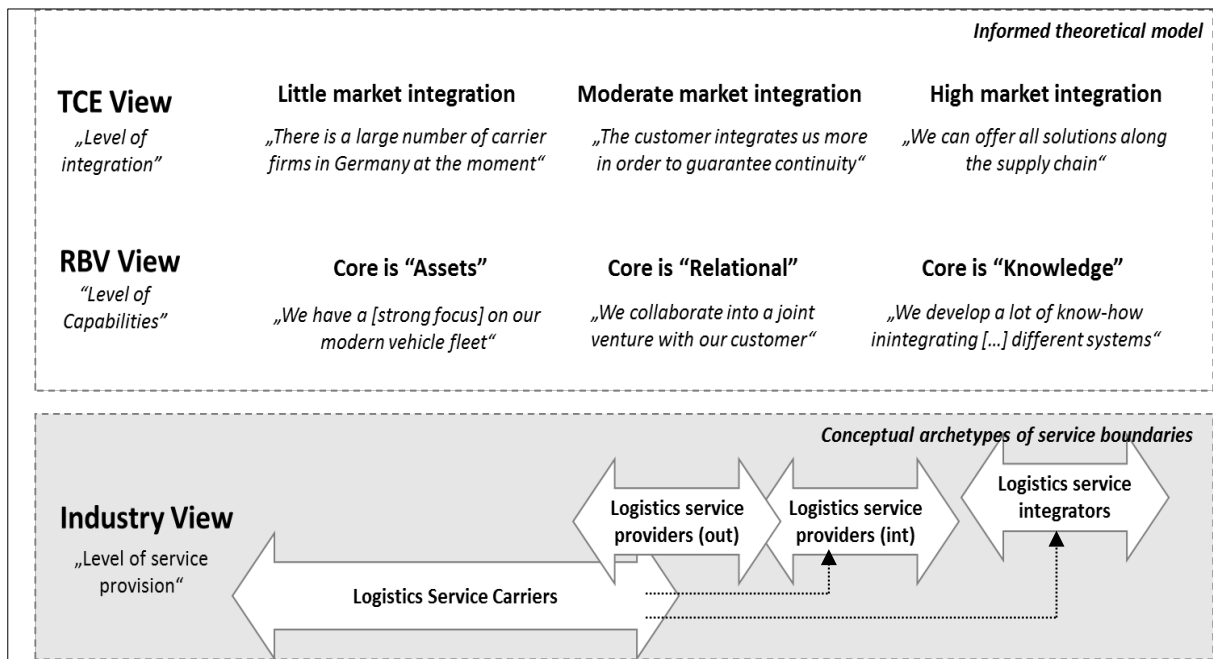 Informed theoretical model
TCE View
„Level of
integration”
Little market integration
„There is a large number of carrier
firms in Germany at the moment“
Moderate market integration
„The customer integrates us more
in order to guarantee continuity“
High market integration
„We can offer all solutions along
the supply chain“
RBV View
“Level of
Capabilities”
Core is “Assets”
„We have a [strong focus] on our
modern vehicle fleet“
Core is “Relational”
„We collaborate into a joint
venture with our customer“
Core is “Knowledge”
„We develop a lot of know-how
inintegrating [...] different systems“
Conceptual archetypes of service boundaries
Industry View
„Level of service
provision“
Logistics Service Carriers
Logistics service
providers (out)
Logistics service
providers (int)
Logistics service
integrators